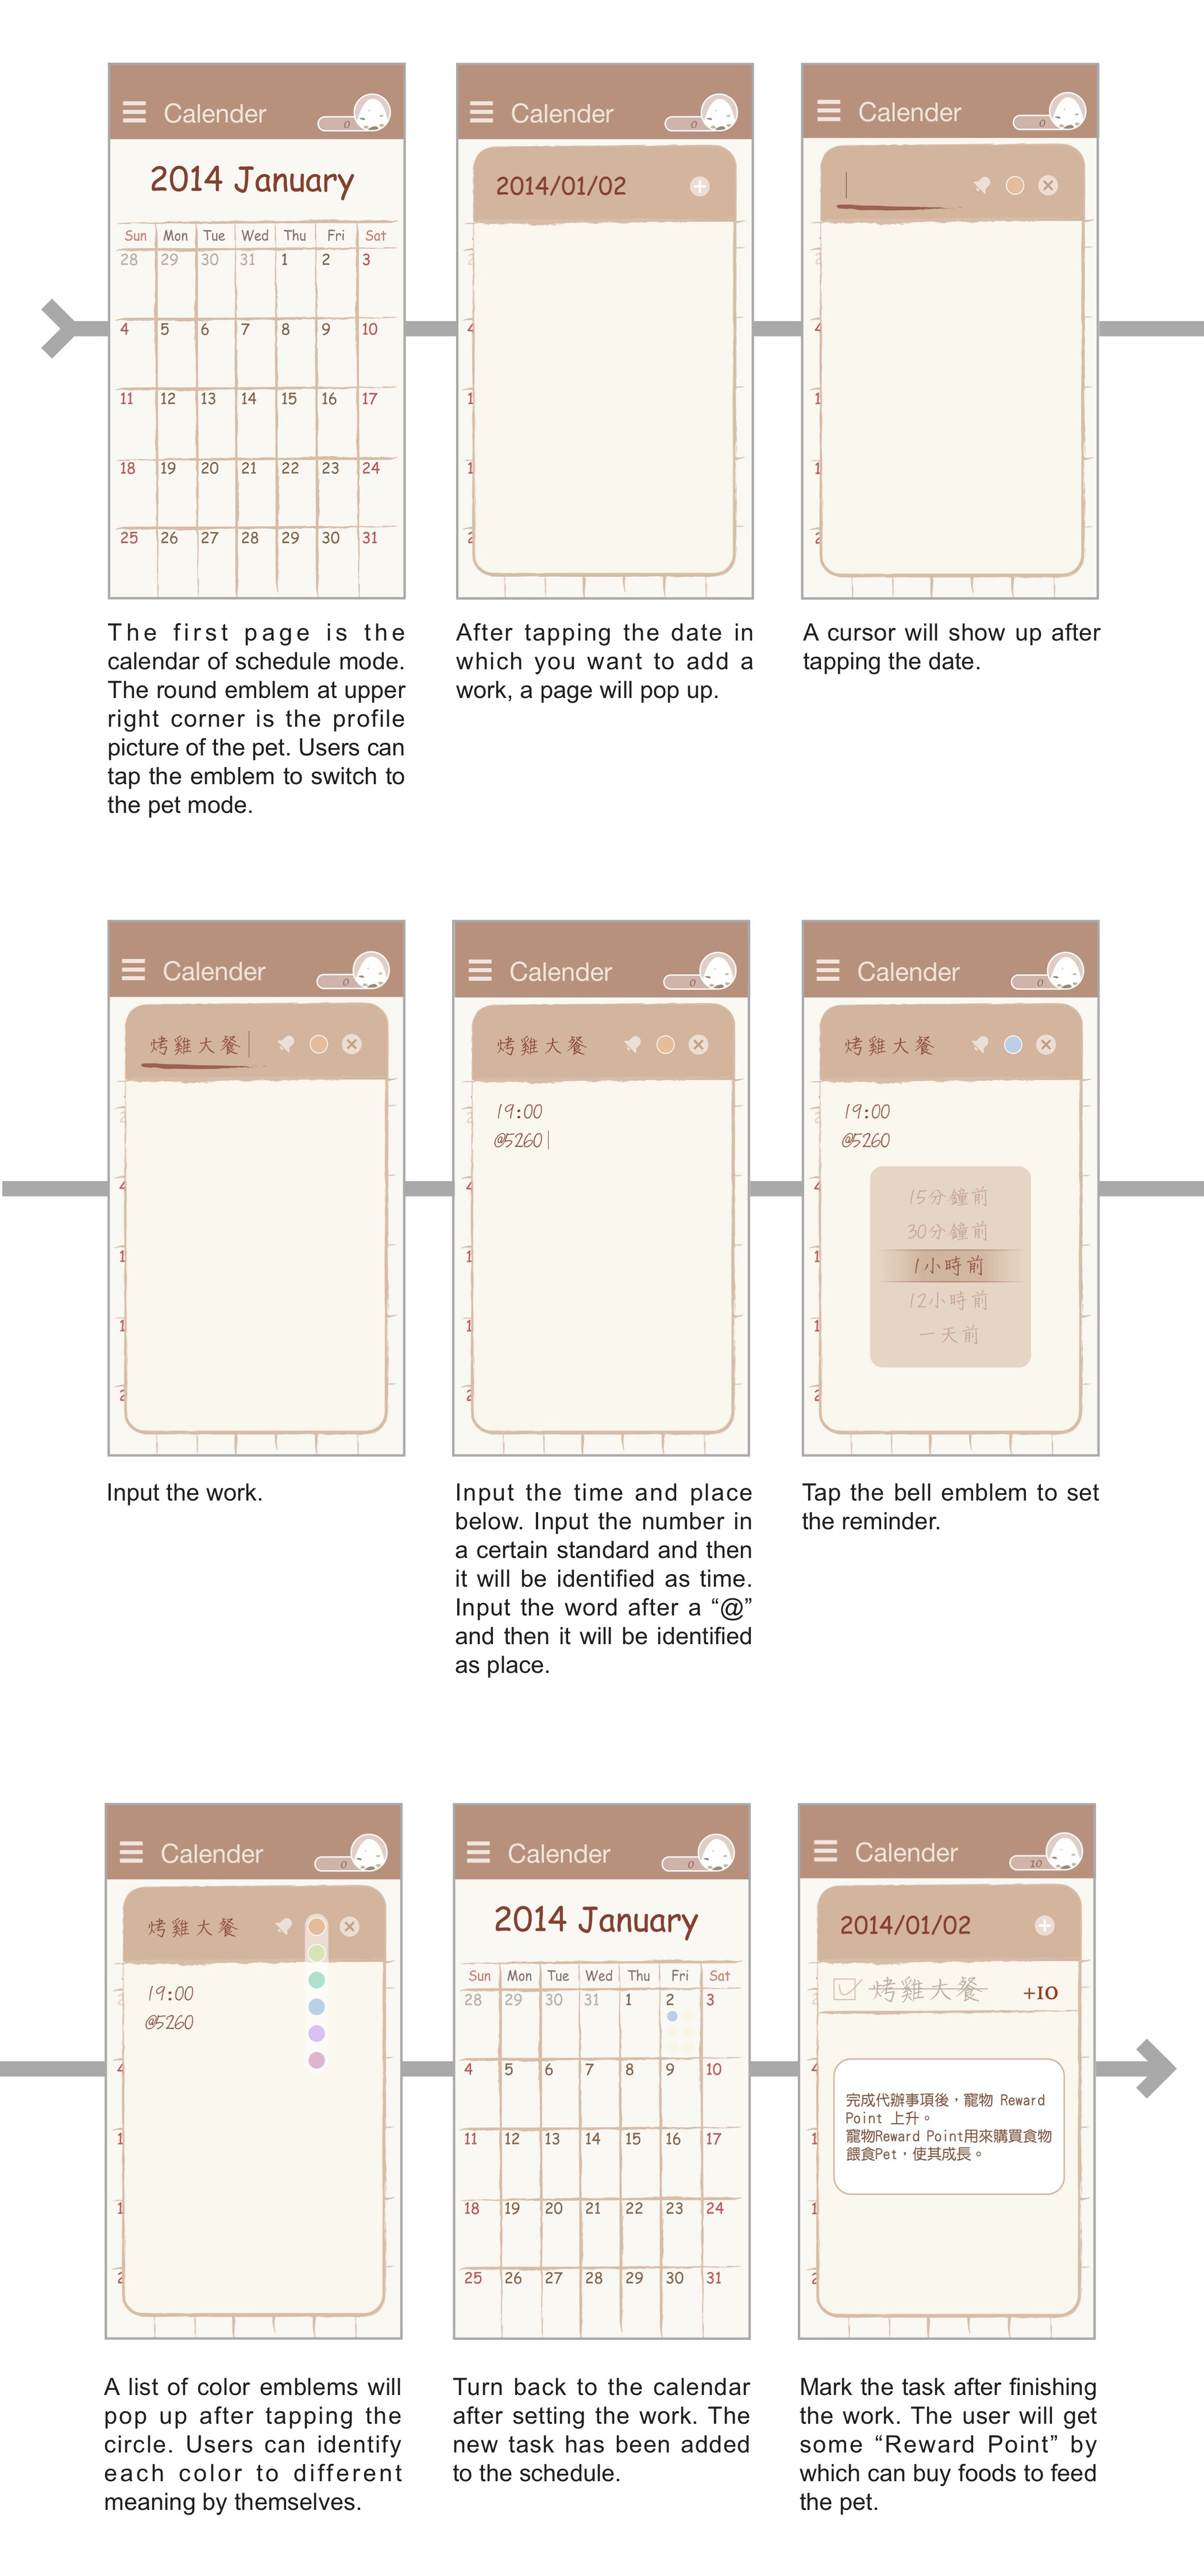 Calender
0
2014 January
Sun Mon Tue Wed Thu Fri Sat
28 29 30 31 1 2 3
4 5 6 7 8 9 10
11 12 13 14 15 16 17
18 19 20 21 22 23 24
25 26 27 28 29 30 31
The first page is the
calendar of schedule mode.
The round emblem at upper
right corner is the profile
picture of the pet. Users can
tap the emblem to switch to
the pet mode.
Calender
0
2014/01/02
After tapping the date in
which you want to add a
work, a page will pop up.
Calender
0
A cursor will show up after
tapping the date.
Calender
0
烤雞大餐
Input the work.
Calender
0
烤雞大餐
19:00
@5260
Input the time and place
below. Input the number in
a certain standard and then
it will be identified as time.
Input the word after a “@”
and then it will be identified
as place.
Calender
0
烤雞大餐
19:00
@5260
15分鐘前
30分鐘前
1小時前
12小時前
一天前
Tap the bell emblem to set
the reminder.
Calender
0
烤雞大餐
19:00
@5260
A list of color emblems will
pop up after tapping the
circle. Users can identify
each color to different
meaning by themselves.
Calender
0
2014 January
Sun Mon Tue Wed Thu Fri Sat
28 29 30 31 1 2 3
4 5 6 7 8 9 10
11 12 13 14 15 16 17
18 19 20 21 22 23 24
25 26 27 28 29 30 31
Turn back to the calendar
after setting the work. The
new task has been added
to the schedule.
Calender
10
2014/01/02
烤雞大餐 +10
完成代辦事項後，寵物 Reward
Point 上升。
寵物Reward Point用來購買食物
餵食Pet，使其成長。
Mark the task after finishing
the work. The user will get
some “Reward Point” by
which can buy foods to feed
the pet.